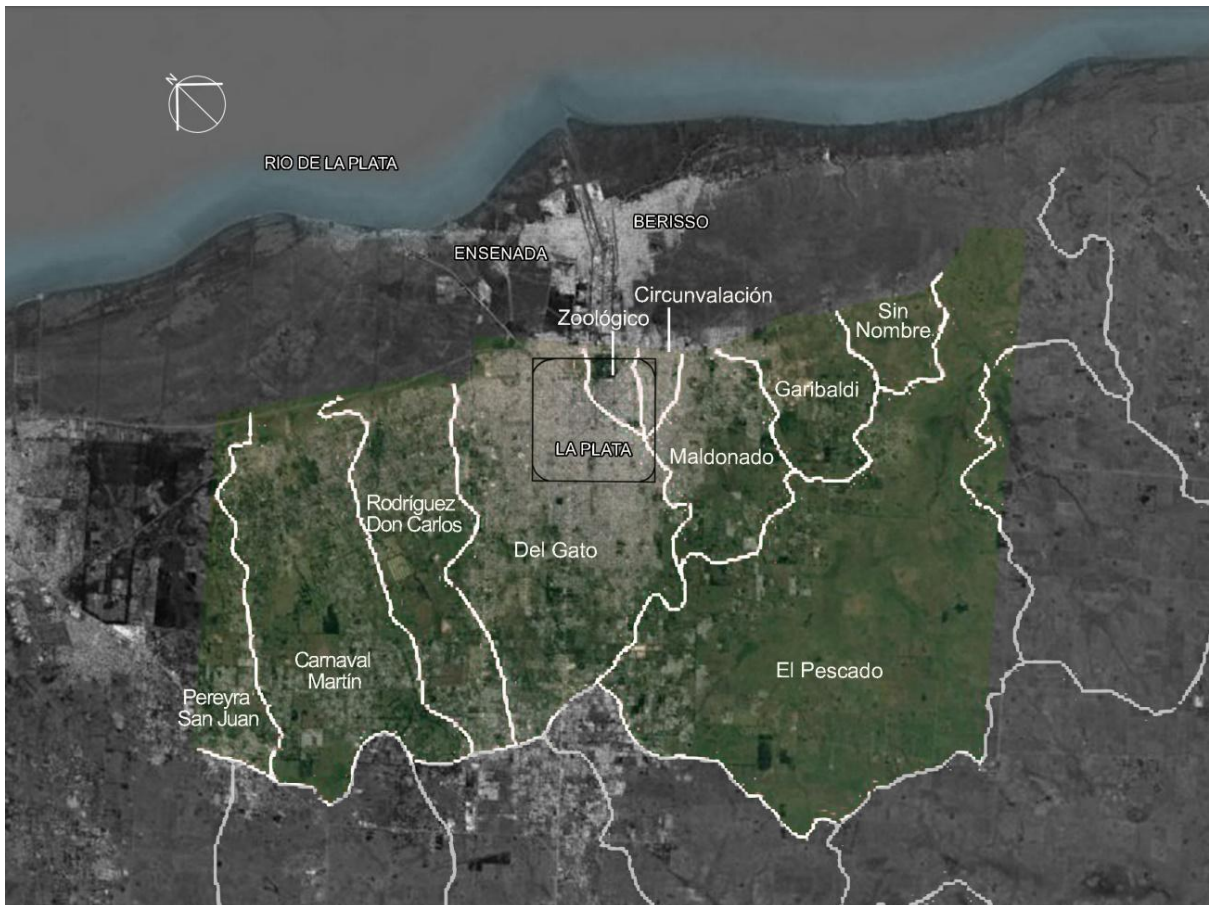 N
RIO DE LA PLATA
BERISSO
ENSENADA
Circunvalación
Zoológico
Sin
Nombre
Garibaldi
LA PLATA
Maldonado
Rodríguez
Don Carlos
Del Gato
Carnaval
Martín
El Pescado
Pereyra
San Juan